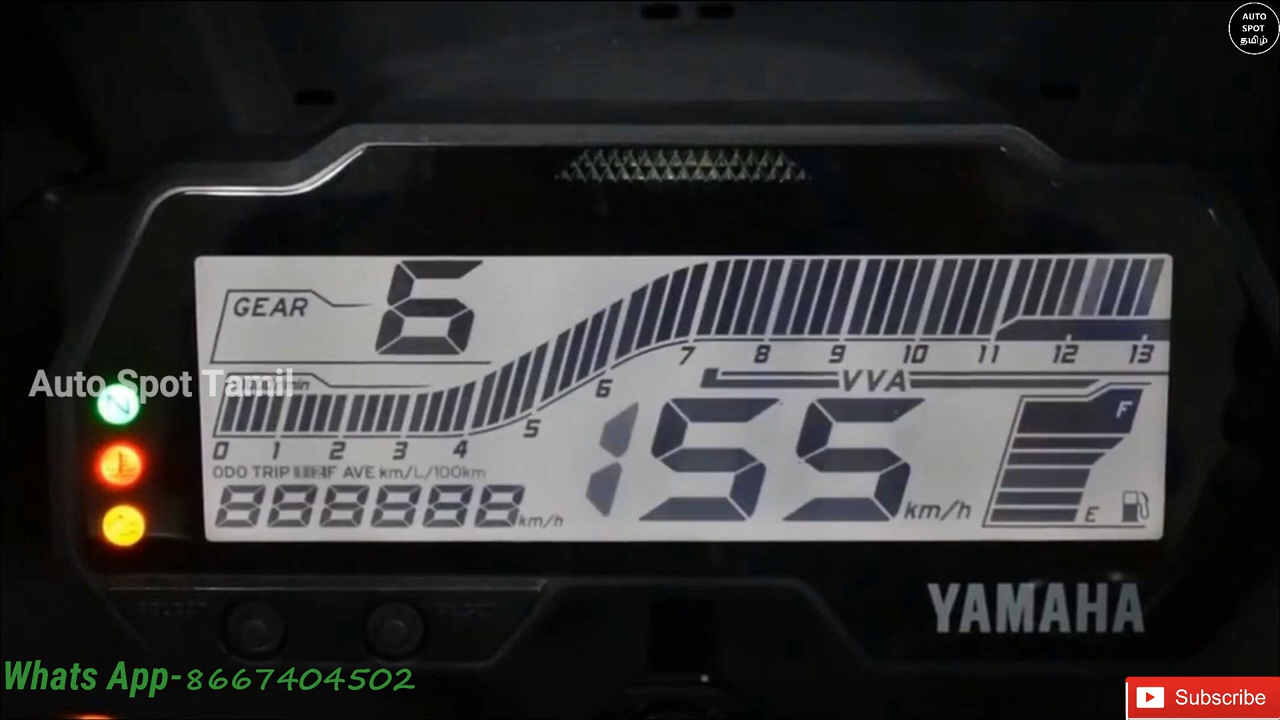 AUTO
SPOT
தமிழ்
GEAR 6
Auto Spot Tamil
N
0 1 2 3 4 5 6 7 8 9 10 11 12 13
VVA
ODO TRIP F AVE km/L/100km
888888 km/h
155 km/h
F
E
YAMAHA
Whats App-8667404502
Subscribe